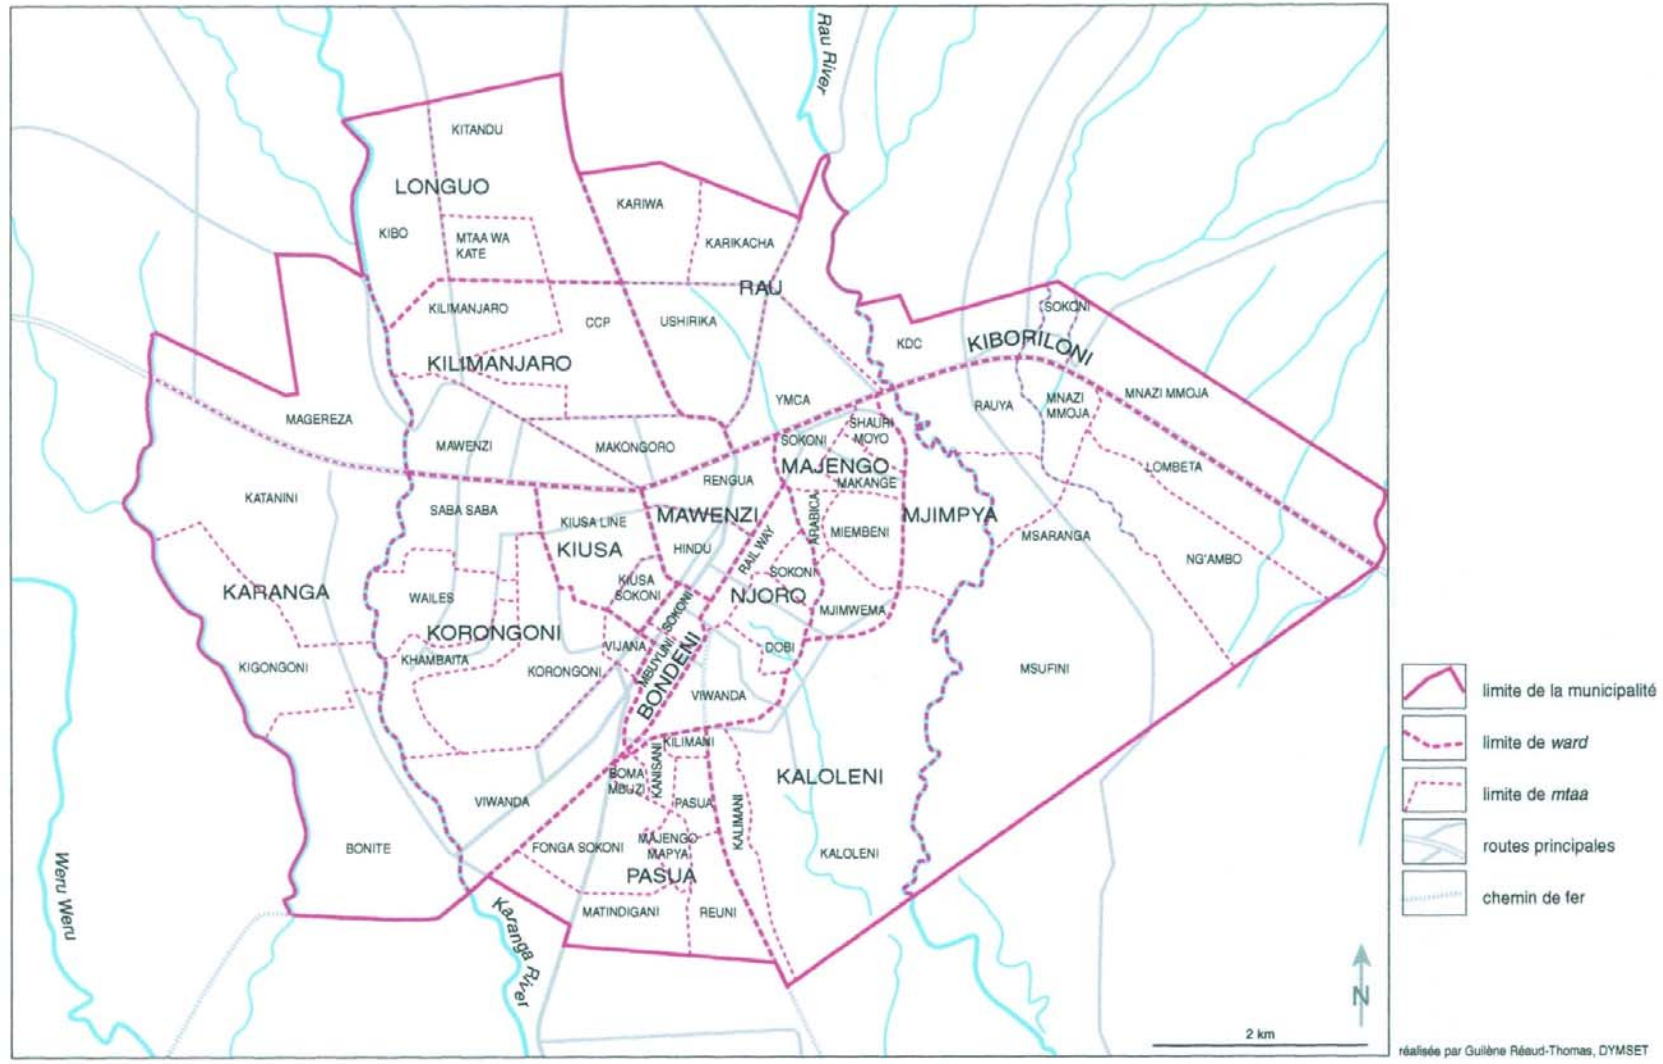 Rau River
KITANDU
LONGUO
KARIWA
KIBO
MTAA WA
KATE
KARIKACHA
RAU
KILIMANJARO
CCP
USHIRIKA
SOKONI
KDC
KIBORILONI
KILIMANJARO
MAGEREZA
YMCA
RAUYA
MNAZI
MMOJA
MNAZI MMOJA
MAWENZI
MAKONGORO
SOKONI
SHAURI
MOYO
MAJENGO
MAKANGE
LOMBETA
KATANINI
RENGUA
SABA SABA
KIUSA LINE
MAWENZI
ARABICA
MJIMPYA
MIEMBENI
MSARANGA
KIUSA
HINDU
RAIL WAY
NG'AMBO
KIUSA
SOKONI
SOKONI
KARANGA
WAILES
SOKONI
NJORO
MJIMWEMA
KORONGONI
VIJANA
MBUYUNI
DOBI
KIGONGONI
KHAMBAITA
KORONGONI
BONDENI
VIWANDA
MSUFINI
KILIMANI
BOMA
MBUZI
KANISANI
KALOLENI
VIWANDA
PASUA
KALIMANI
BONITE
FONGA SOKONI
MAJENGO
MAPYA
KALOLENI
PASUA
MATINDIGANI
REUNI
Weru Weru
Karanga River
N
2 km
limite de la municipalité
limite de ward
limite de mtaa
routes principales
chemin de fer
réalisée par Guilène Réaud-Thomas, DYMSET